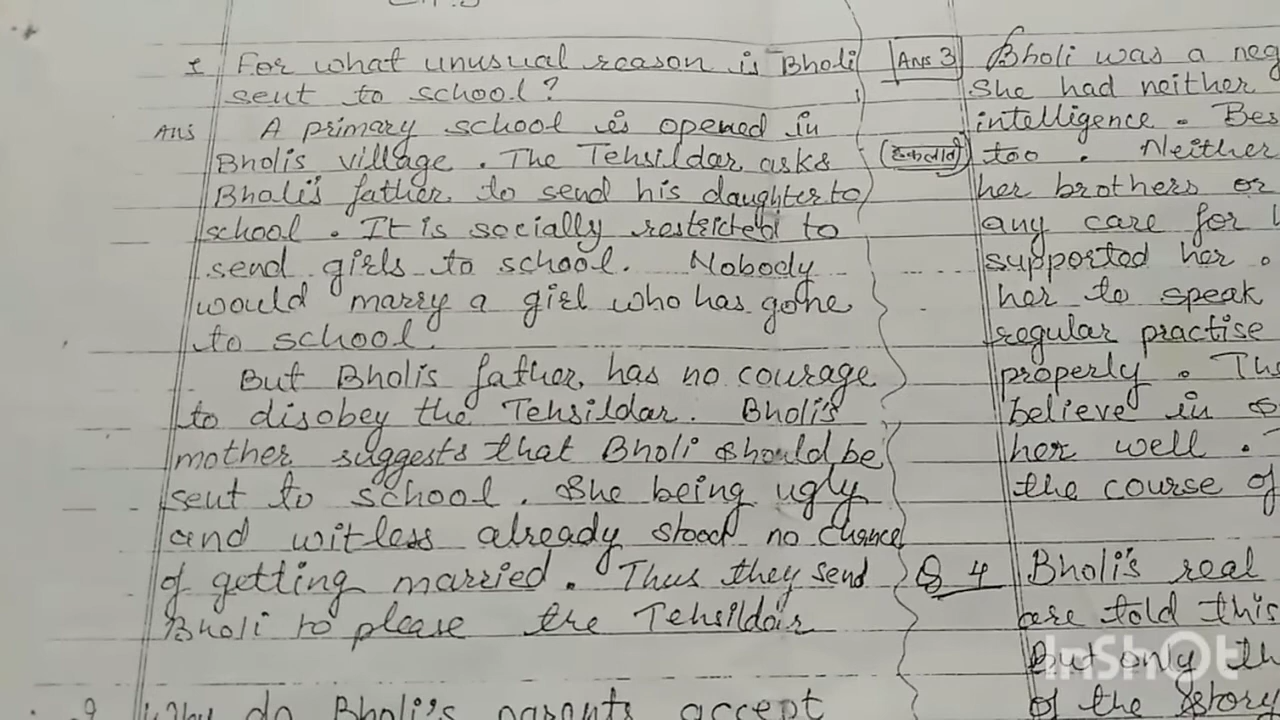 1 For what unusual reason is Bholi
sent to school?
Ans A primary school is opened in
Bholis village. The Tehsildar asks
Bholi's father to send his daughter to
school. It is socially restricted to
send girls to school. Nobody
would marry a girl who has gone
to school.
But Bholis father has no courage
to disobey the Tehsildar. Bholi's
mother suggests that Bholi should be
sent to school. She being ugly
and witless already stood no chance
of getting married. Thus they send
Bholi to please the Tehsildar
Why do Bholi's parents accept
Ans 3 Bholi was a neg
She had neither
intelligence. Bes
(हकलाती) too. Neither
her brothers or
any care for
supported her.
her to speak
regular practise
properly. The
believe in
her well.
the course of
Q 4 Bholi's real
are told this
But only th
of the story
InShOt